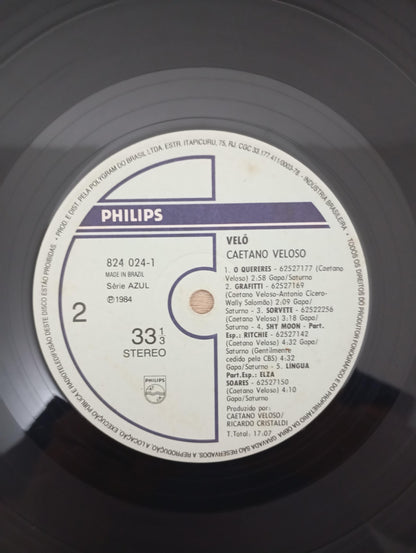 PROD. E DIST. PELA POLYGRAM DO BRASIL LTDA. ESTR. ITAPICURU, 75, RJ, CGC 33.177.411/0003-78 - INDÚSTRIA BRASILEIRA
TODOS OS DIREITOS DO PRODUTOR FONOGRÁFICO E DO PROPRIETÁRIO DA OBRA GRAVADA SÃO RESERVADOS. A REPRODUÇÃO, A LOCAÇÃO, EXECUÇÃO PÚBLICA E RADIOTELEDIFUSÃO DESTE DISCO ESTÃO PROIBIDAS.
PHILIPS
824 024-1
MADE IN BRAZIL
Série AZUL
℗1984
2
33 1/3
STEREO
PHILIPS
VELÔ
CAETANO VELOSO
1. O QUERERES - 62527177 (Caetano
Veloso) 2:58 Gapa/Saturno
2. GRAFITTI - 62527169
(Caetano Veloso-Antonio Cícero-
Wally Salomão) 2:09 Gapa/
Saturno - 3. SORVETE - 62522256
(Caetano Veloso) 3:18 Gapa/
Saturno - 4. SHY MOON - Part.
Esp.: RITCHIE - 62527142
(Caetano Veloso) 4:32 Gapa/
Saturno (Gentilmente
cedido pela CBS) 4:32
Gapa/Saturno - 5. LINGUA
Part.Esp.: ELZA
SOARES - 62527150
(Caetano Veloso) 4:10
Gapa/Saturno
Produzido por:
CAETANO VELOSO/
RICARDO CRISTALDI
T.Total: 17:07